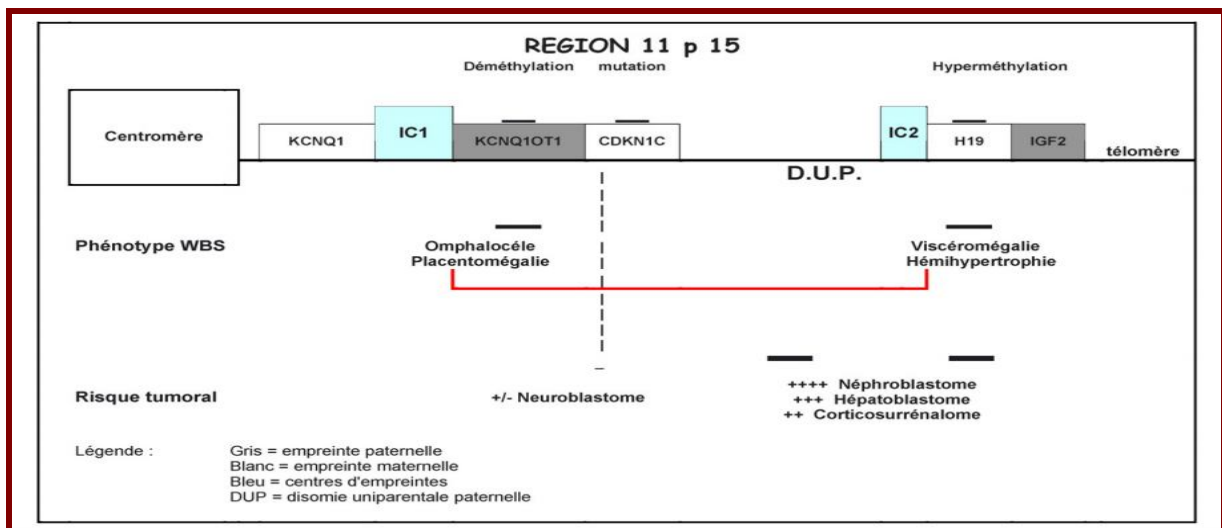 REGION 11 p 15
Déméthylation mutation Hyperméthylation
Centromère KCNQ1 IC1 KCNQ1OT1 CDKN1C IC2 H19 IGF2 télomère
D.U.P.
Phénotype WBS Omphalocéle Viscéromégalie
Placentomégalie Hémihypertrophie
++++ Néphroblastome
Risque tumoral +/- Neuroblastome +++ Hépatoblastome
++ Corticosurrénalome
Légende : Gris = empreinte paternelle
Blanc = empreinte maternelle
Bleu = centres d'empreintes
DUP = disomie uniparentale paternelle